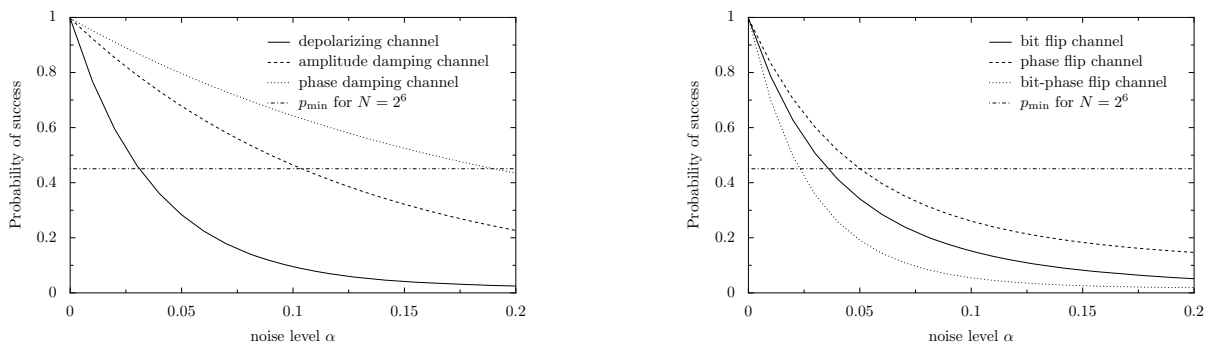 1
0.8
0.6
0.4
0.2
0
0 0.05 0.1 0.15 0.2
Probability of success
noise level α
depolarizing channel
amplitude damping channel
phase damping channel
p_min for N = 2^6
1
0.8
0.6
0.4
0.2
0
0 0.05 0.1 0.15 0.2
Probability of success
noise level α
bit flip channel
phase flip channel
bit-phase flip channel
p_min for N = 2^6